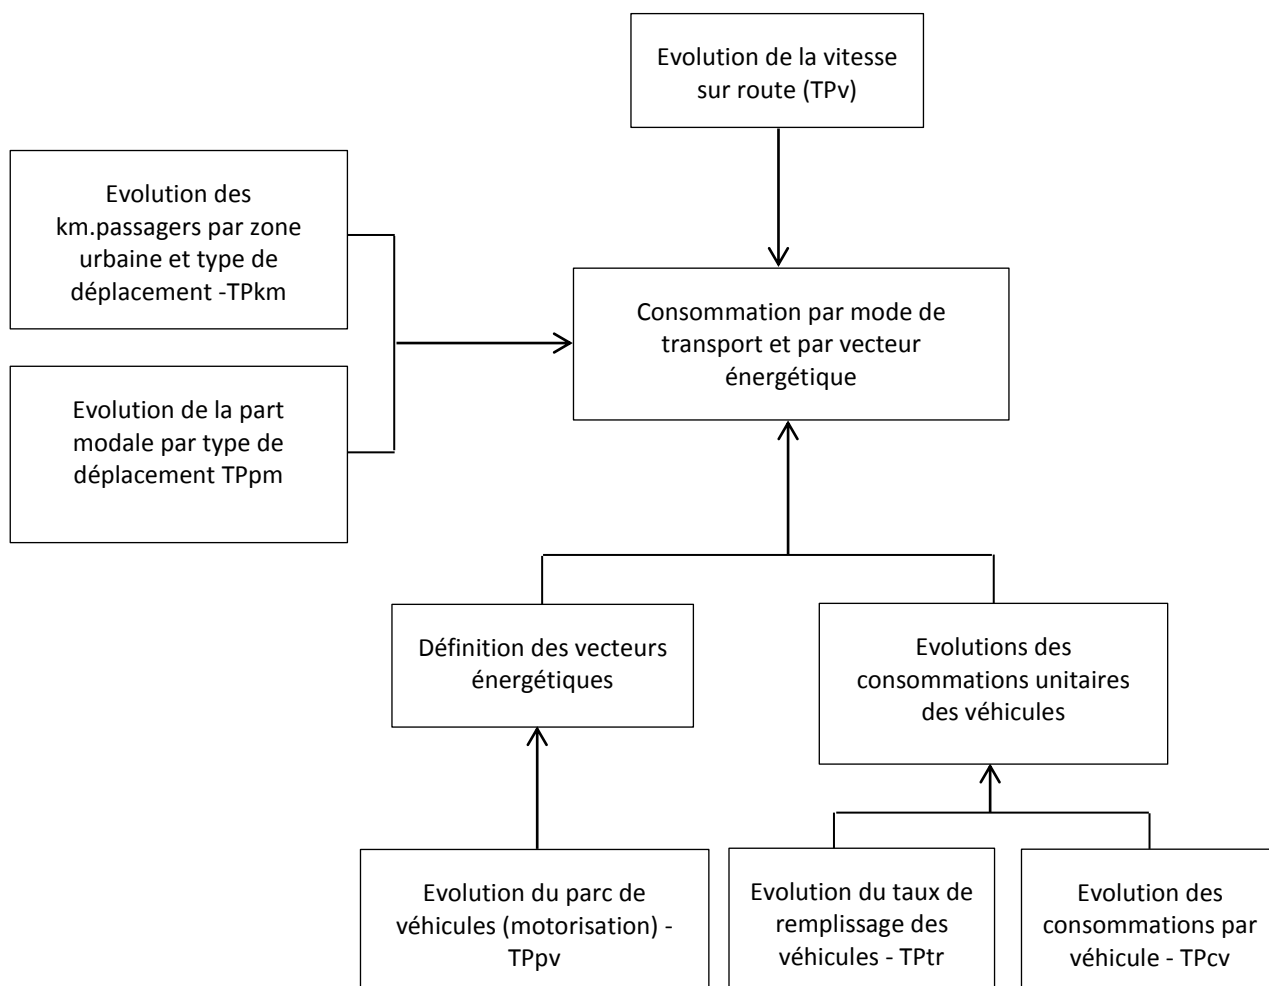 Evolution de la vitesse
sur route (TPv)
Evolution des
km.passagers par zone
urbaine et type de
déplacement -TPkm
Consommation par mode de
transport et par vecteur
énergétique
Evolution de la part
modale par type de
déplacement TPpm
Définition des vecteurs
énergétiques
Evolutions des
consommations unitaires
des véhicules
Evolution du parc de
véhicules (motorisation) -
TPpv
Evolution du taux de
remplissage des
véhicules - TPtr
Evolution des
consommations par
véhicule - TPcv